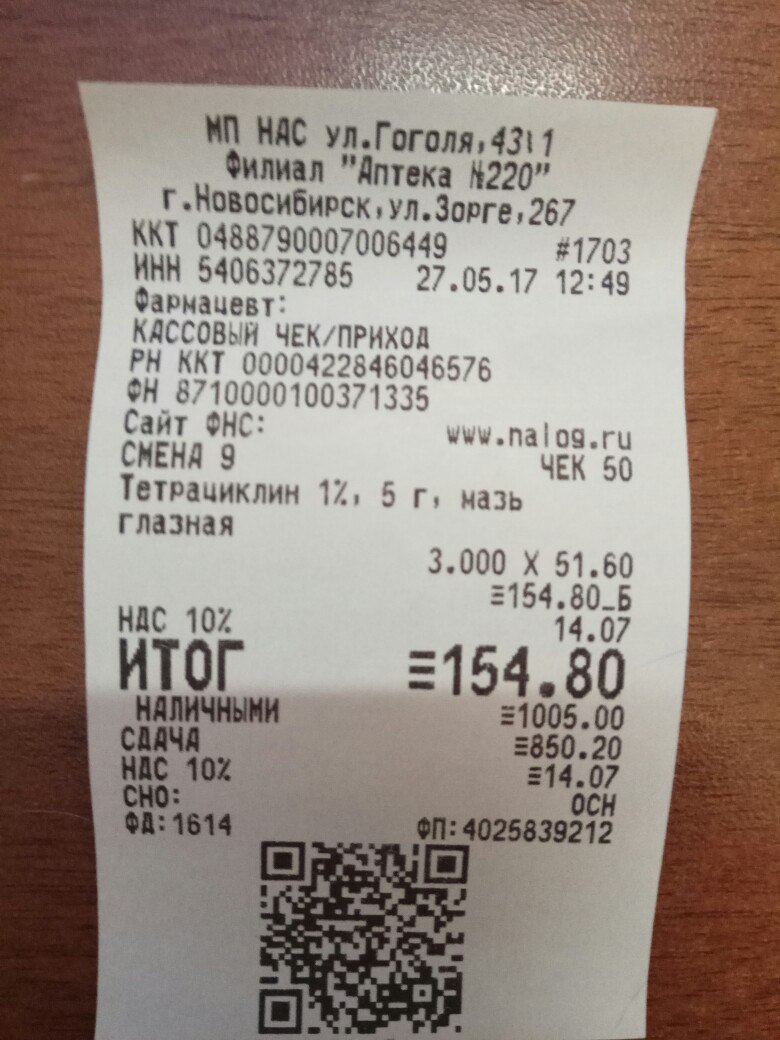 МП НАС ул.Гоголя,43\1
Филиал "Аптека №220"
г.Новосибирск,ул.Зорге,267
ККТ 0488790007006449 #1703
ИНН 5406372785 27.05.17 12:49
Фармацевт:
КАССОВЫЙ ЧЕК/ПРИХОД
РН ККТ 0000422846046576
ФН 8710000100371335
Сайт ФНС: www.nalog.ru
СМЕНА 9 ЧЕК 50
Тетрациклин 1%, 5 г, мазь
глазная
3.000 X 51.60
≡154.80_Б
НДС 10% 14.07
ИТОГ ≡154.80
НАЛИЧНЫМИ ≡1005.00
СДАЧА ≡850.20
НДС 10% ≡14.07
СНО: ОСН
ФД:1614 ФП:4025839212